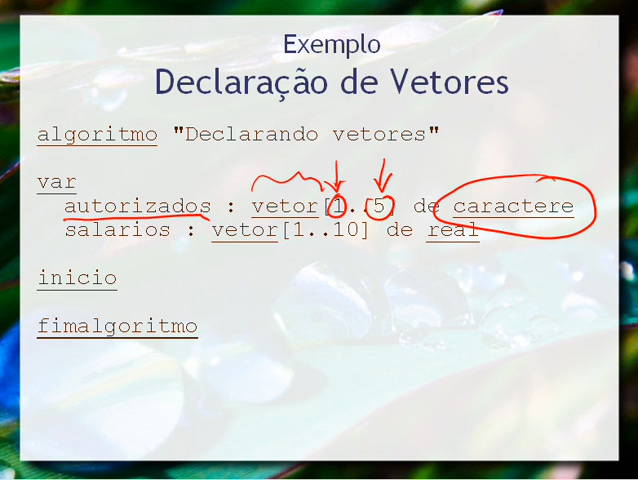 Exemplo
Declaração de Vetores
algoritmo "Declarando vetores"
var
autorizados : vetor[1..5] de caractere
salarios : vetor[1..10] de real
inicio
fimalgoritmo